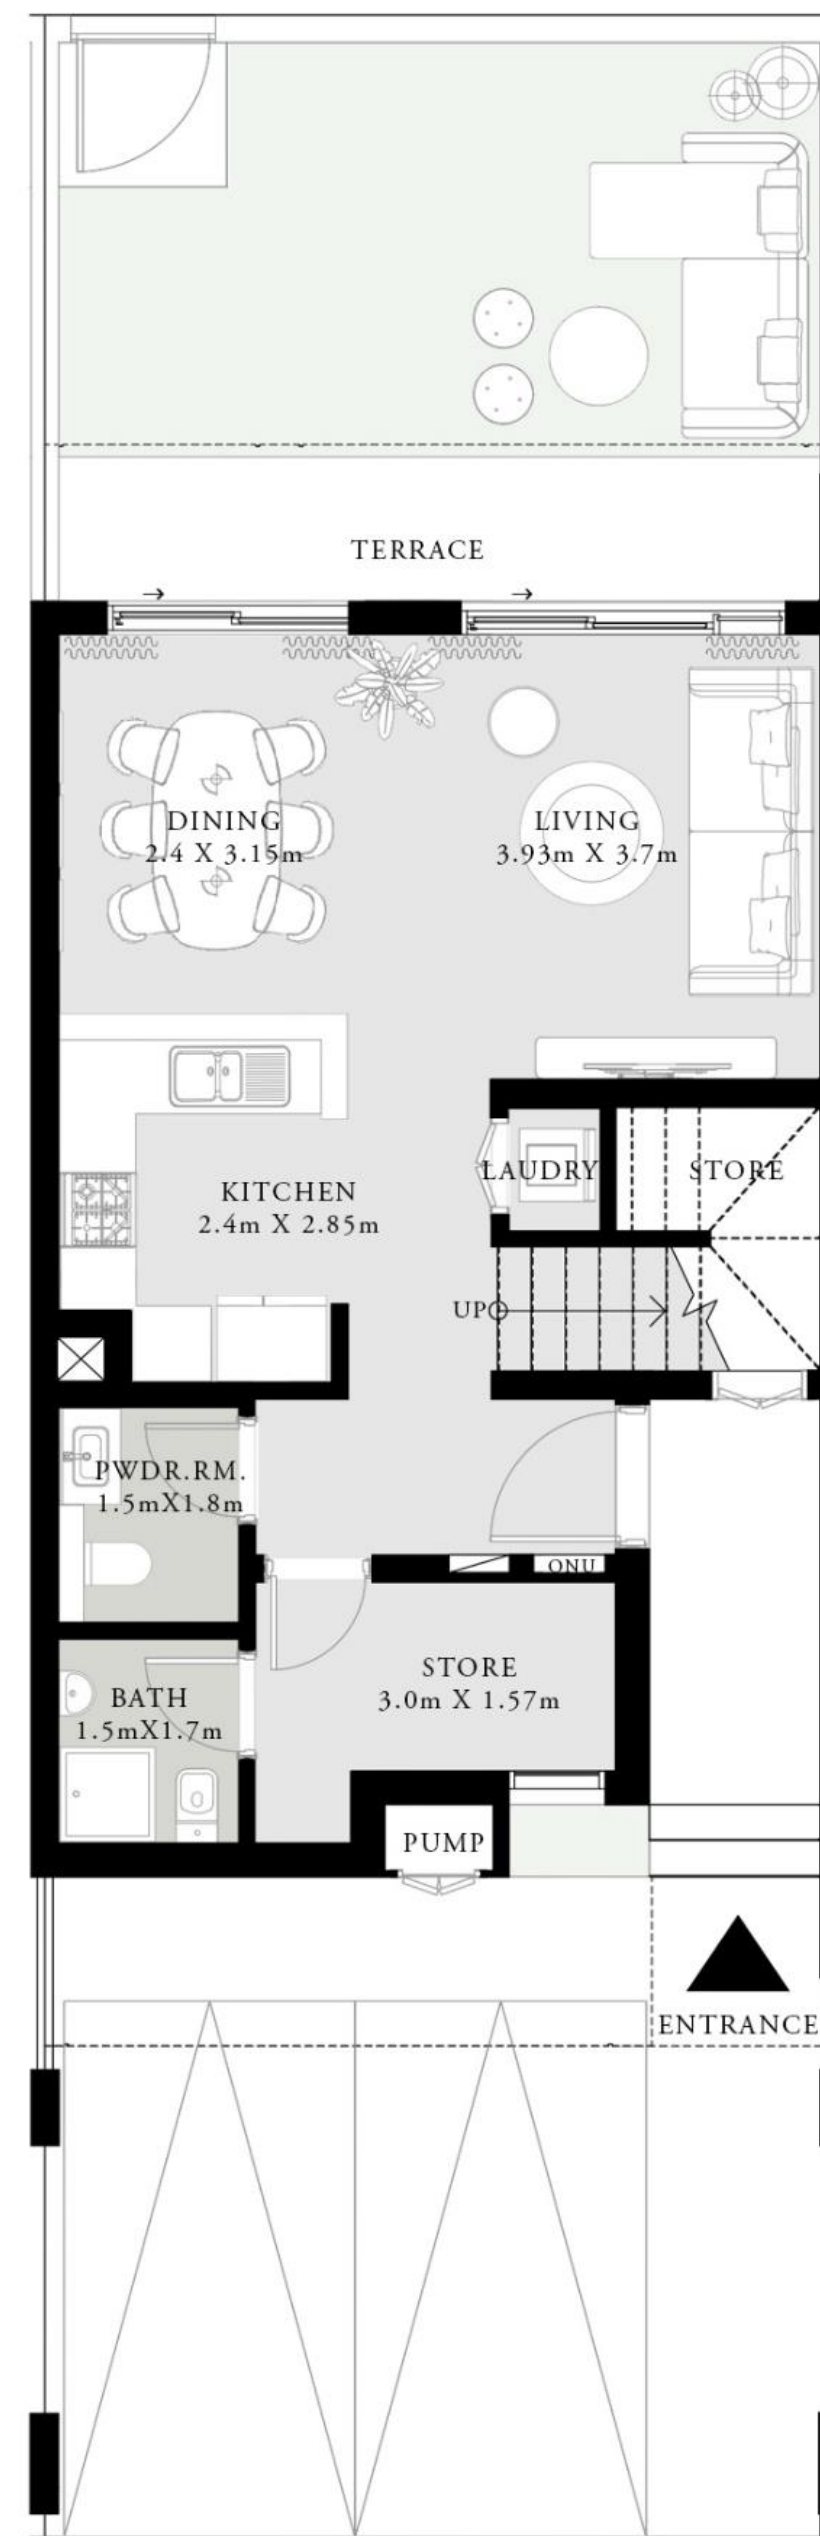 TERRACE
DINING
2.4 X 3.15m
LIVING
3.93m X 3.7m
KITCHEN
2.4m X 2.85m
LAUDRY
STORE
UP
PWDR.RM.
1.5mX1.8m
ONU
STORE
3.0m X 1.57m
BATH
1.5mX1.7m
PUMP
ENTRANCE